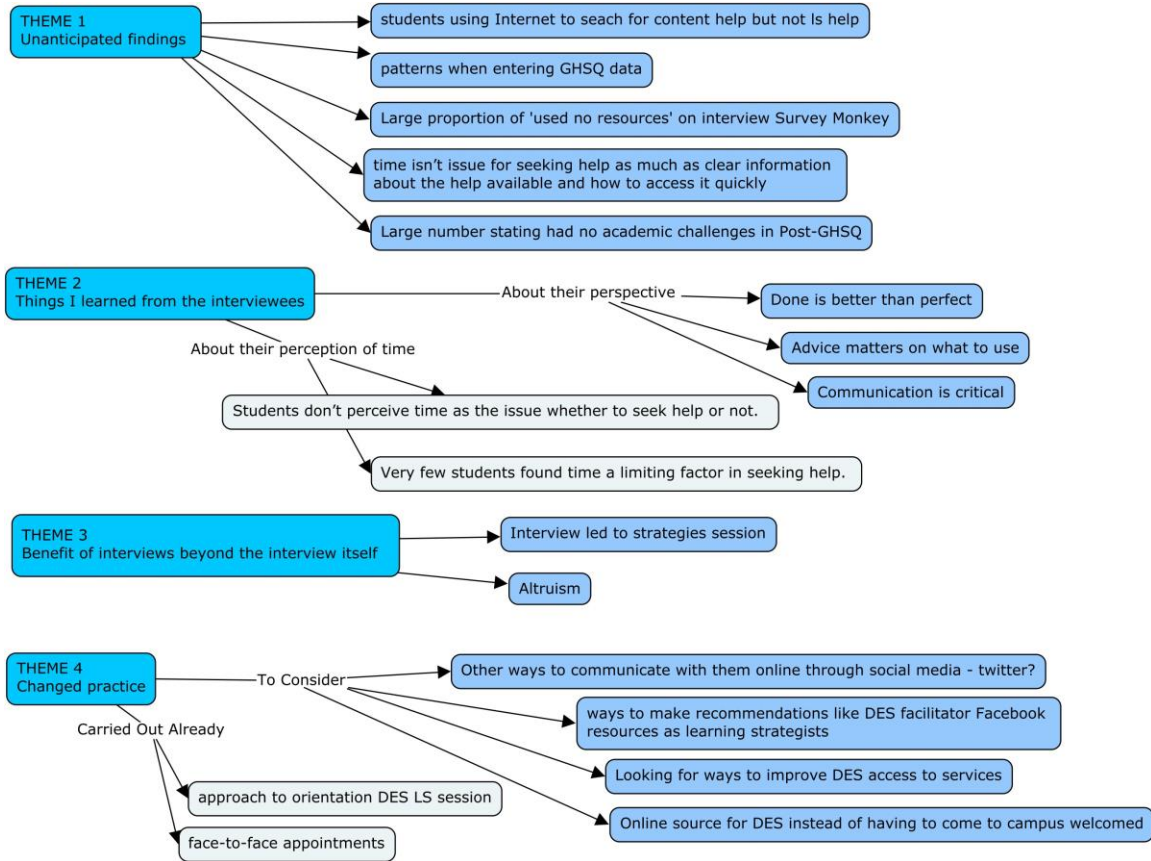 THEME 1
Unanticipated findings
students using Internet to seach for content help but not ls help
patterns when entering GHSQ data
Large proportion of 'used no resources' on interview Survey Monkey
time isn’t issue for seeking help as much as clear information
about the help available and how to access it quickly
Large number stating had no academic challenges in Post-GHSQ
THEME 2
Things I learned from the interviewees
About their perspective
Done is better than perfect
Advice matters on what to use
Communication is critical
About their perception of time
Students don’t perceive time as the issue whether to seek help or not.
Very few students found time a limiting factor in seeking help.
THEME 3
Benefit of interviews beyond the interview itself
Interview led to strategies session
Altruism
THEME 4
Changed practice
To Consider
Other ways to communicate with them online through social media - twitter?
ways to make recommendations like DES facilitator Facebook
resources as learning strategists
Looking for ways to improve DES access to services
Online source for DES instead of having to come to campus welcomed
Carried Out Already
approach to orientation DES LS session
face-to-face appointments